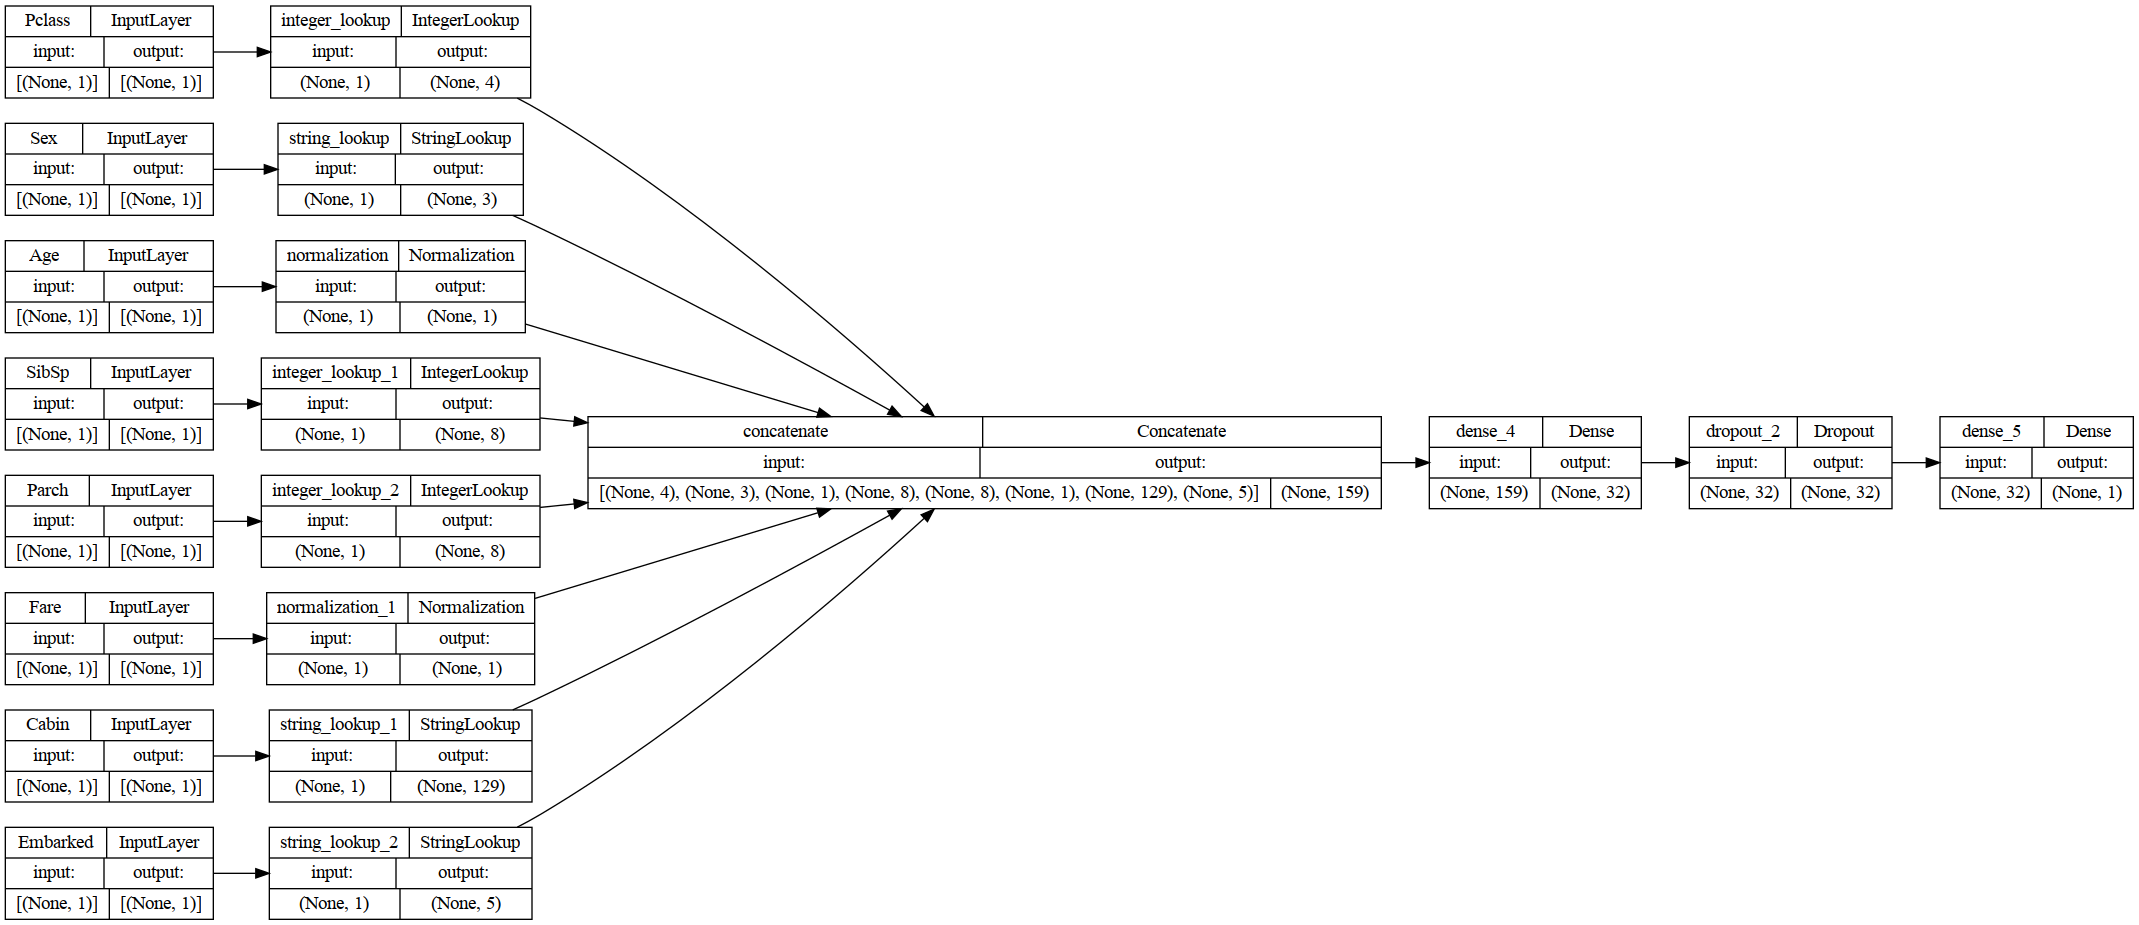 Pclass InputLayer
input: output:
[(None, 1)] [(None, 1)]
integer_lookup IntegerLookup
input: output:
(None, 1) (None, 4)
Sex InputLayer
input: output:
[(None, 1)] [(None, 1)]
string_lookup StringLookup
input: output:
(None, 1) (None, 3)
Age InputLayer
input: output:
[(None, 1)] [(None, 1)]
normalization Normalization
input: output:
(None, 1) (None, 1)
SibSp InputLayer
input: output:
[(None, 1)] [(None, 1)]
integer_lookup_1 IntegerLookup
input: output:
(None, 1) (None, 8)
Parch InputLayer
input: output:
[(None, 1)] [(None, 1)]
integer_lookup_2 IntegerLookup
input: output:
(None, 1) (None, 8)
Fare InputLayer
input: output:
[(None, 1)] [(None, 1)]
normalization_1 Normalization
input: output:
(None, 1) (None, 1)
Cabin InputLayer
input: output:
[(None, 1)] [(None, 1)]
string_lookup_1 StringLookup
input: output:
(None, 1) (None, 129)
Embarked InputLayer
input: output:
[(None, 1)] [(None, 1)]
string_lookup_2 StringLookup
input: output:
(None, 1) (None, 5)
concatenate Concatenate
input: output:
[(None, 4), (None, 3), (None, 1), (None, 8), (None, 8), (None, 1), (None, 129), (None, 5)] (None, 159)
dense_4 Dense
input: output:
(None, 159) (None, 32)
dropout_2 Dropout
input: output:
(None, 32) (None, 32)
dense_5 Dense
input: output:
(None, 32) (None, 1)